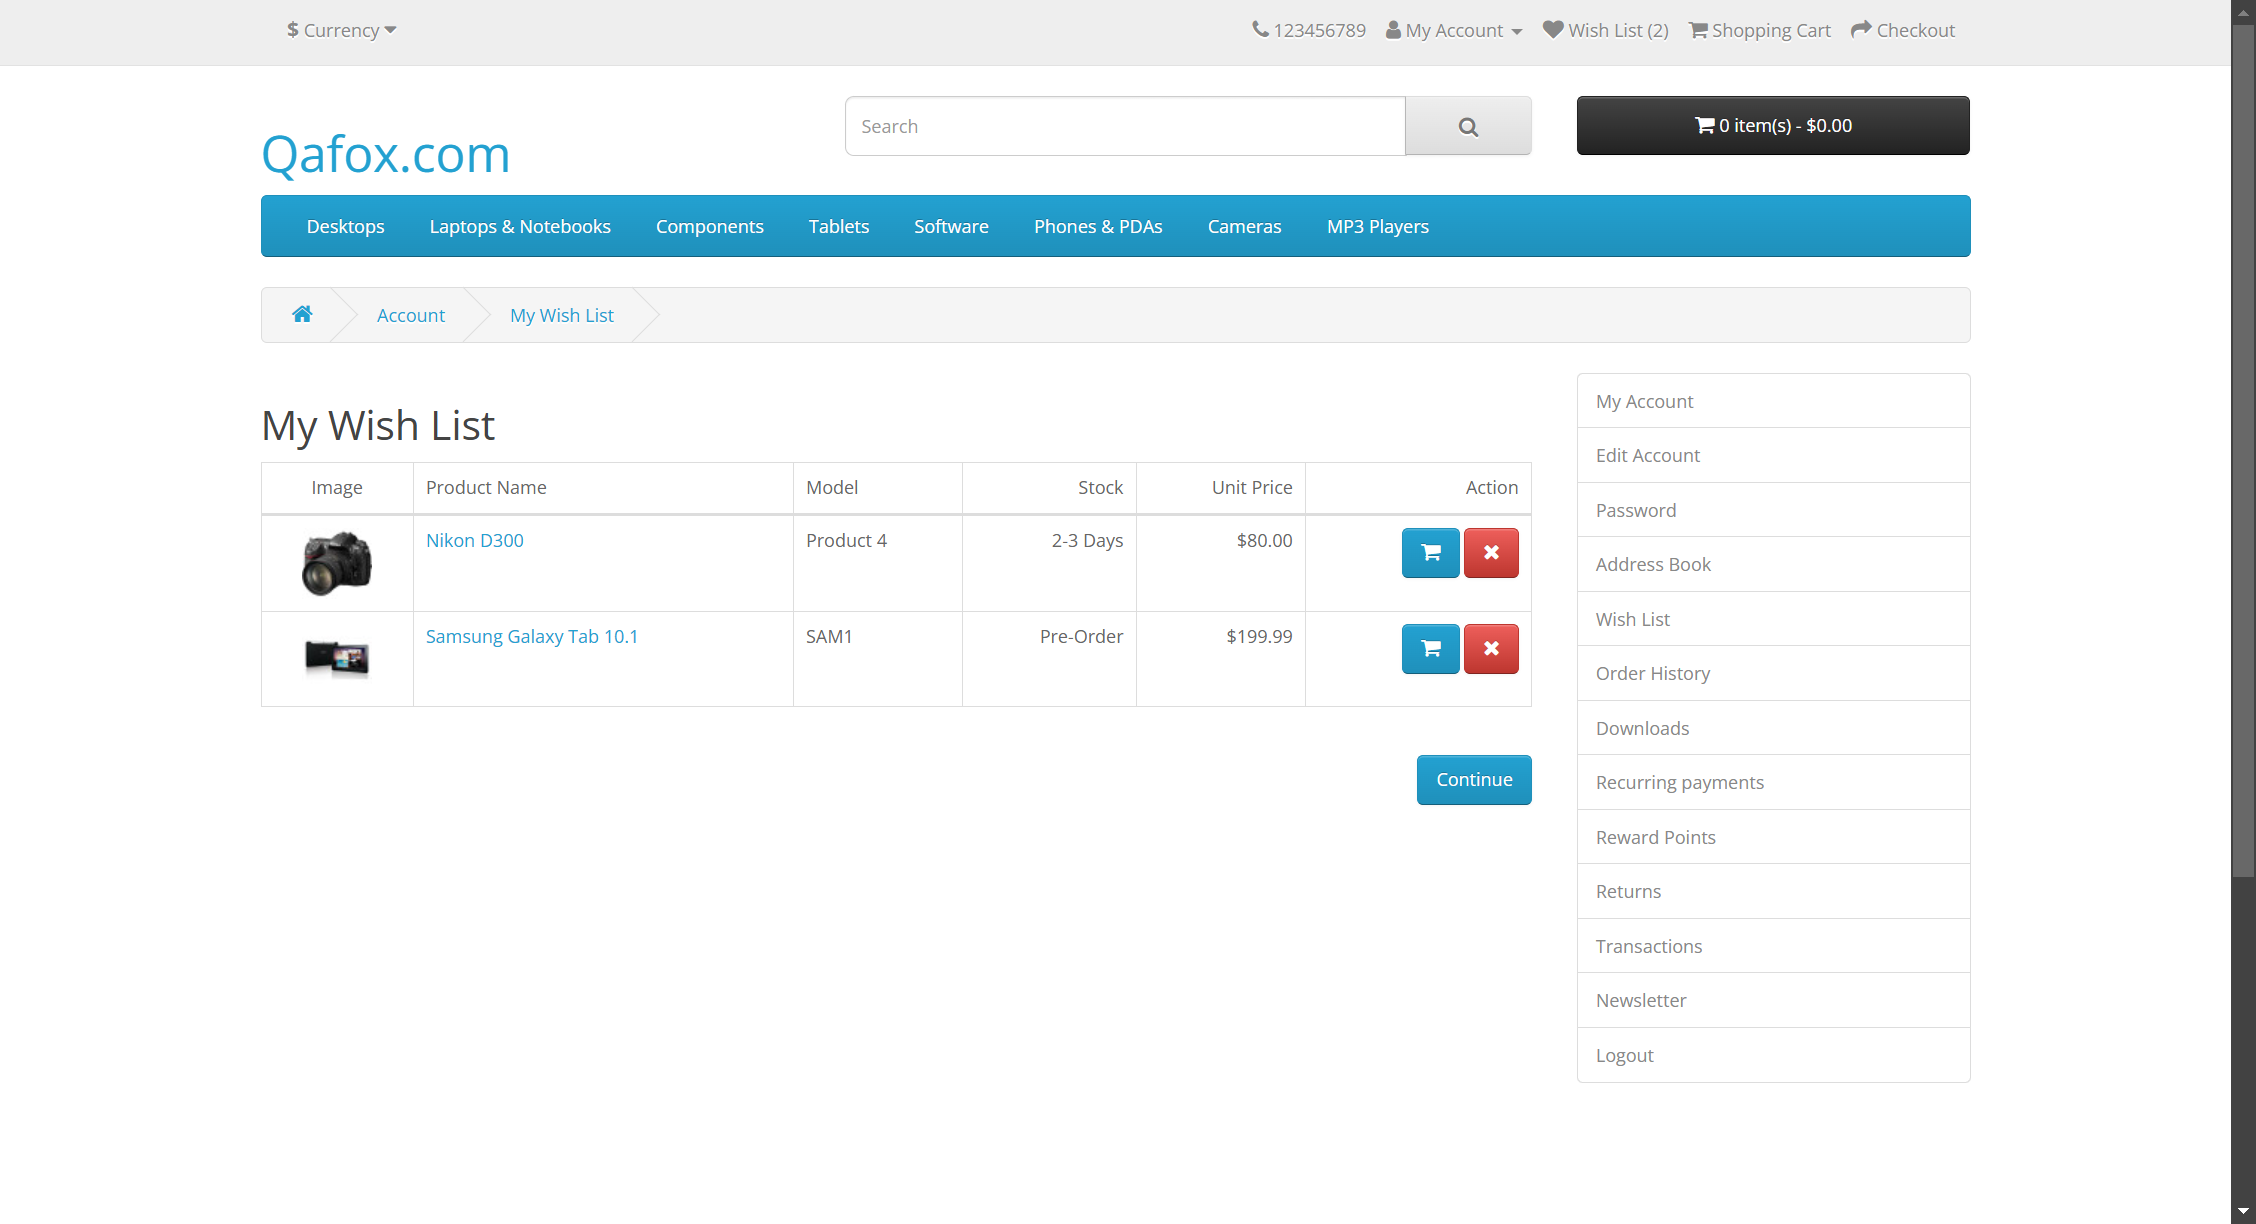 $ Currency
123456789 My Account Wish List (2) Shopping Cart Checkout
Qafox.com
Search
0 item(s) - $0.00
Desktops Laptops & Notebooks Components Tablets Software Phones & PDAs Cameras MP3 Players
Account My Wish List
My Wish List
Image Product Name Model Stock Unit Price Action
Nikon D300 Product 4 2-3 Days $80.00
Samsung Galaxy Tab 10.1 SAM1 Pre-Order $199.99
Continue
My Account
Edit Account
Password
Address Book
Wish List
Order History
Downloads
Recurring payments
Reward Points
Returns
Transactions
Newsletter
Logout